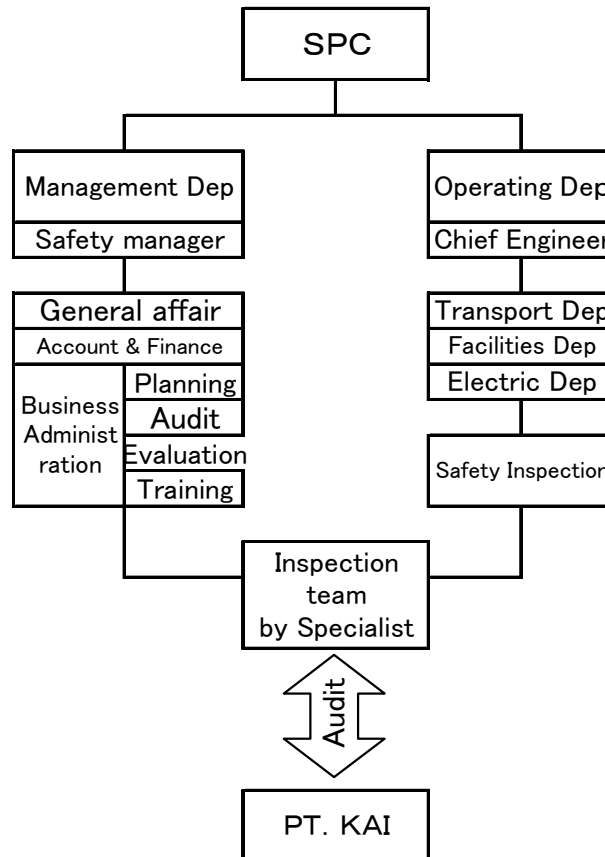 SPC
Management Dep
Safety manager
General affair
Account & Finance
Business
Administ
ration
Planning
Audit
Evaluation
Training
Operating Dep
Chief Engineer
Transport Dep
Facilities Dep
Electric Dep
Safety Inspection
Inspection
team
by Specialist
Audit
PT. KAI